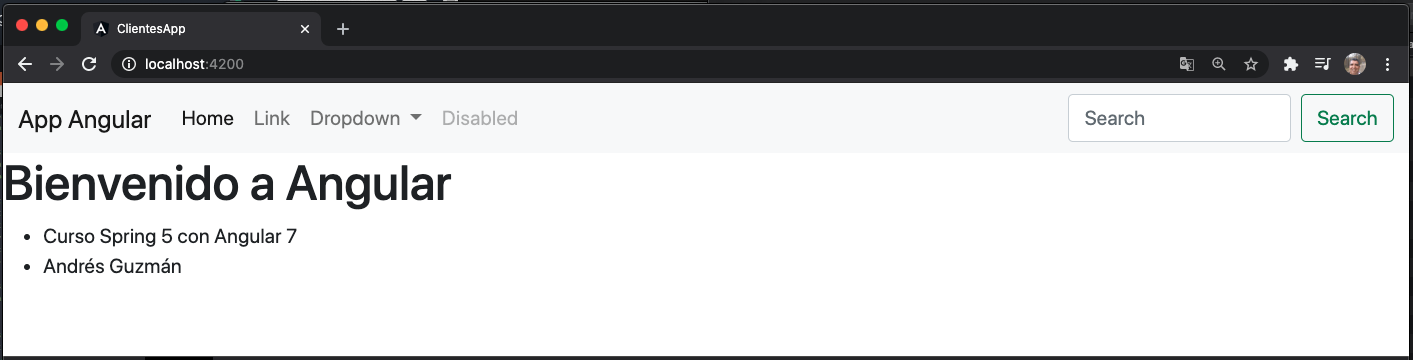 ClientesApp
localhost:4200
App Angular Home Link Dropdown Disabled Search Search
Bienvenido a Angular
• Curso Spring 5 con Angular 7
• Andrés Guzmán